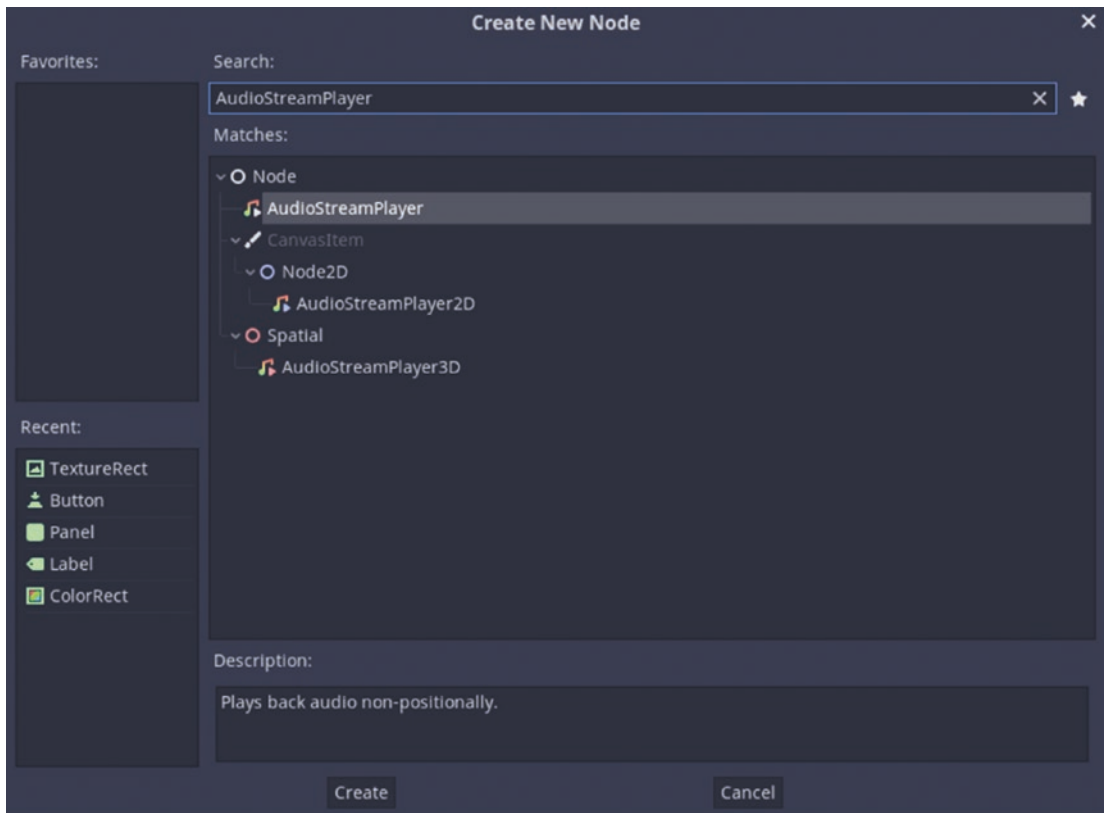 Create New Node
Favorites:
Search:
AudioStreamPlayer
Matches:
Node
AudioStreamPlayer
CanvasItem
Node2D
AudioStreamPlayer2D
Spatial
AudioStreamPlayer3D
Recent:
TextureRect
Button
Panel
Label
ColorRect
Description:
Plays back audio non-positionally.
Create
Cancel